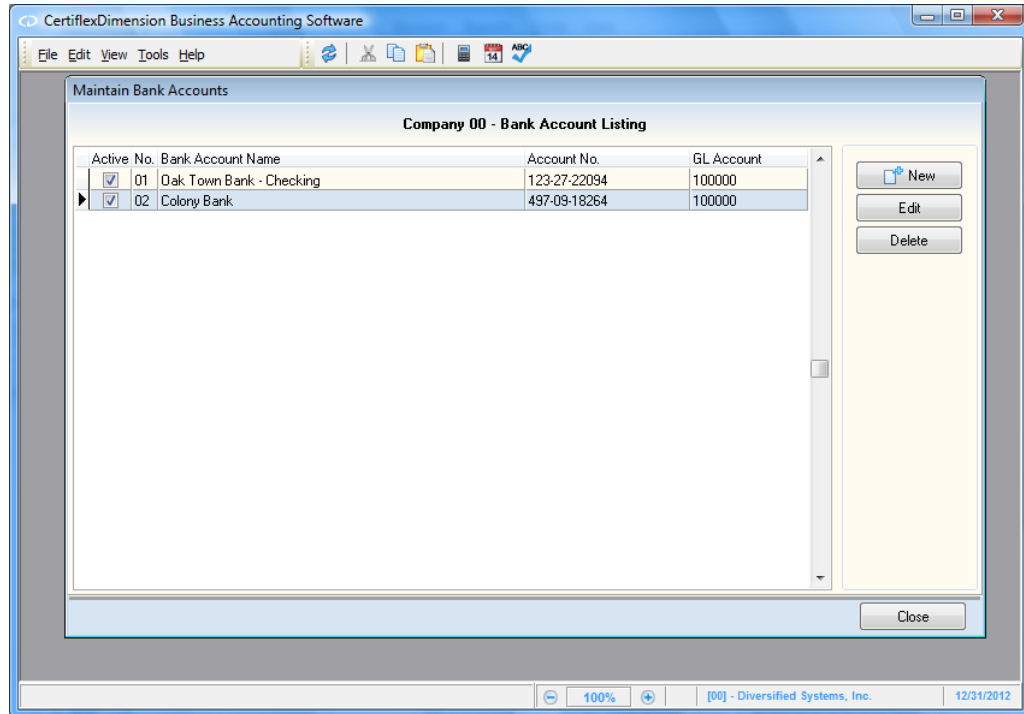 CertiflexDimension Business Accounting Software
File Edit View Tools Help
14 ABC
Maintain Bank Accounts
Company 00 - Bank Account Listing
Active No. Bank Account Name Account No. GL Account
01 Oak Town Bank - Checking 123-27-22094 100000
02 Colony Bank 497-09-18264 100000
New
Edit
Delete
Close
100% [00] - Diversified Systems, Inc. 12/31/2012